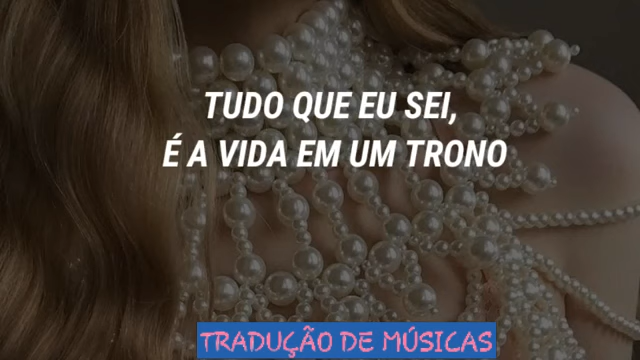 TUDO QUE EU SEI,
É A VIDA EM UM TRONO
TRADUÇÃO DE MÚSICAS